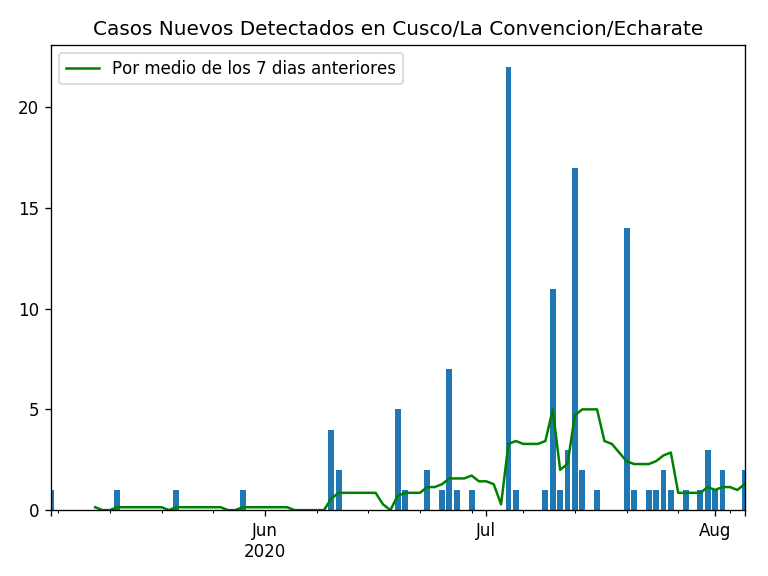 Casos Nuevos Detectados en Cusco/La Convencion/Echarate
Por medio de los 7 dias anteriores
20
15
10
5
0
Jun
2020
Jul
Aug